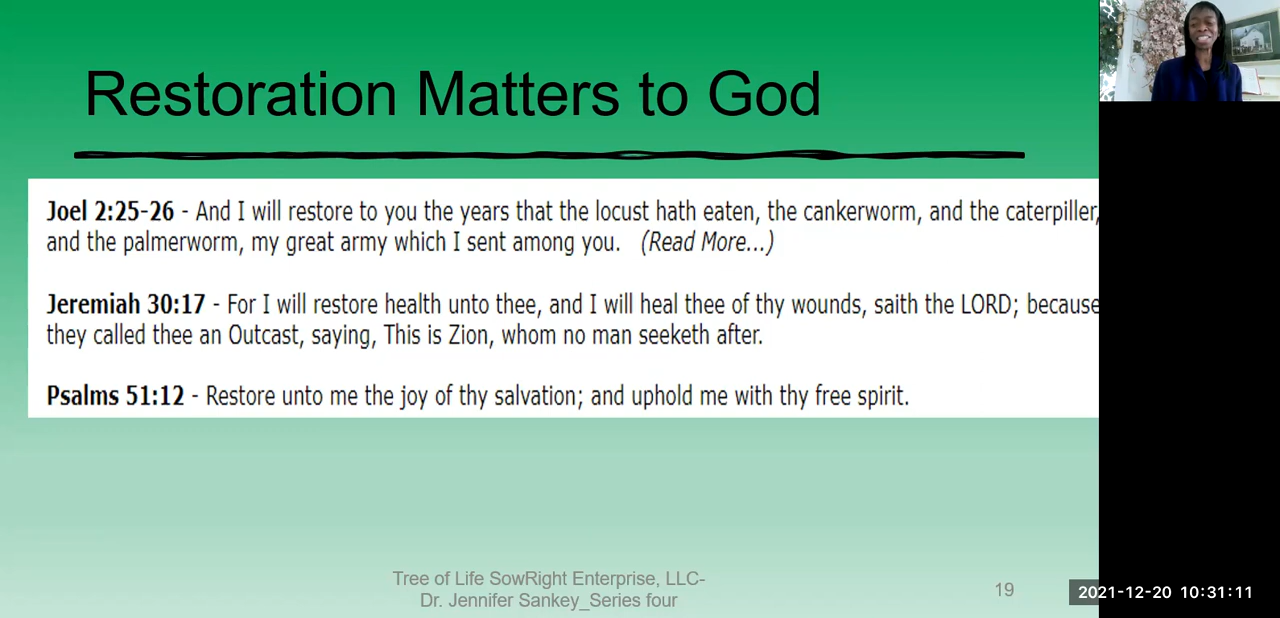 Restoration Matters to God
Joel 2:25-26 - And I will restore to you the years that the locust hath eaten, the cankerworm, and the caterpiller,
and the palmerworm, my great army which I sent among you. (Read More...)
Jeremiah 30:17 - For I will restore health unto thee, and I will heal thee of thy wounds, saith the LORD; because
they called thee an Outcast, saying, This is Zion, whom no man seeketh after.
Psalms 51:12 - Restore unto me the joy of thy salvation; and uphold me with thy free spirit.
Tree of Life SowRight Enterprise, LLC-
Dr. Jennifer Sankey_Series four
19
2021-12-20 10:31:11